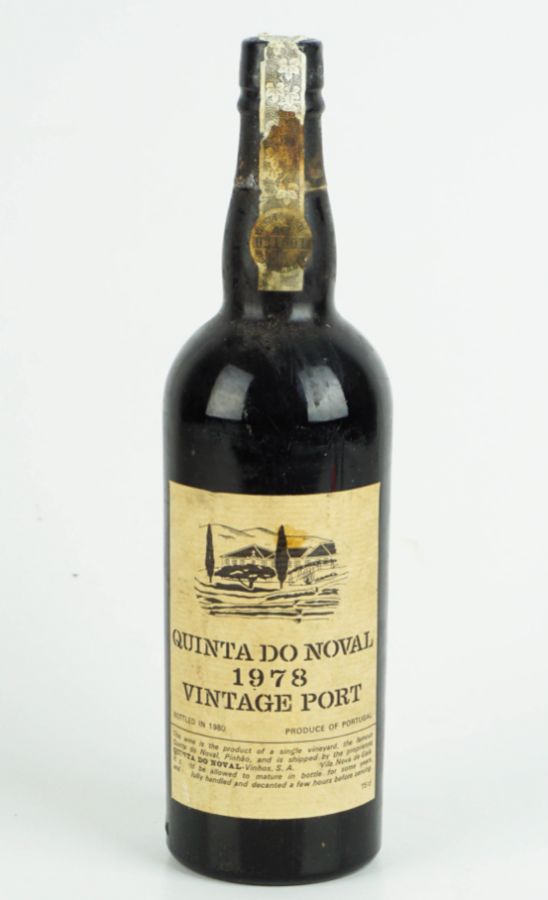 QUINTA DO NOVAL
1978
VINTAGE PORT
BOTTLED IN 1980 PRODUCE OF PORTUGAL
wine is the product of a single vineyard, the famous
Quinta do Noval, Pinhão, and is shipped by the proprietors
QUINTA DO NOVAL-Vinhos, S. A. Vila Nova de Gaia
be allowed to mature in bottle for some years,
fully handled and decanted a few hours before serving.